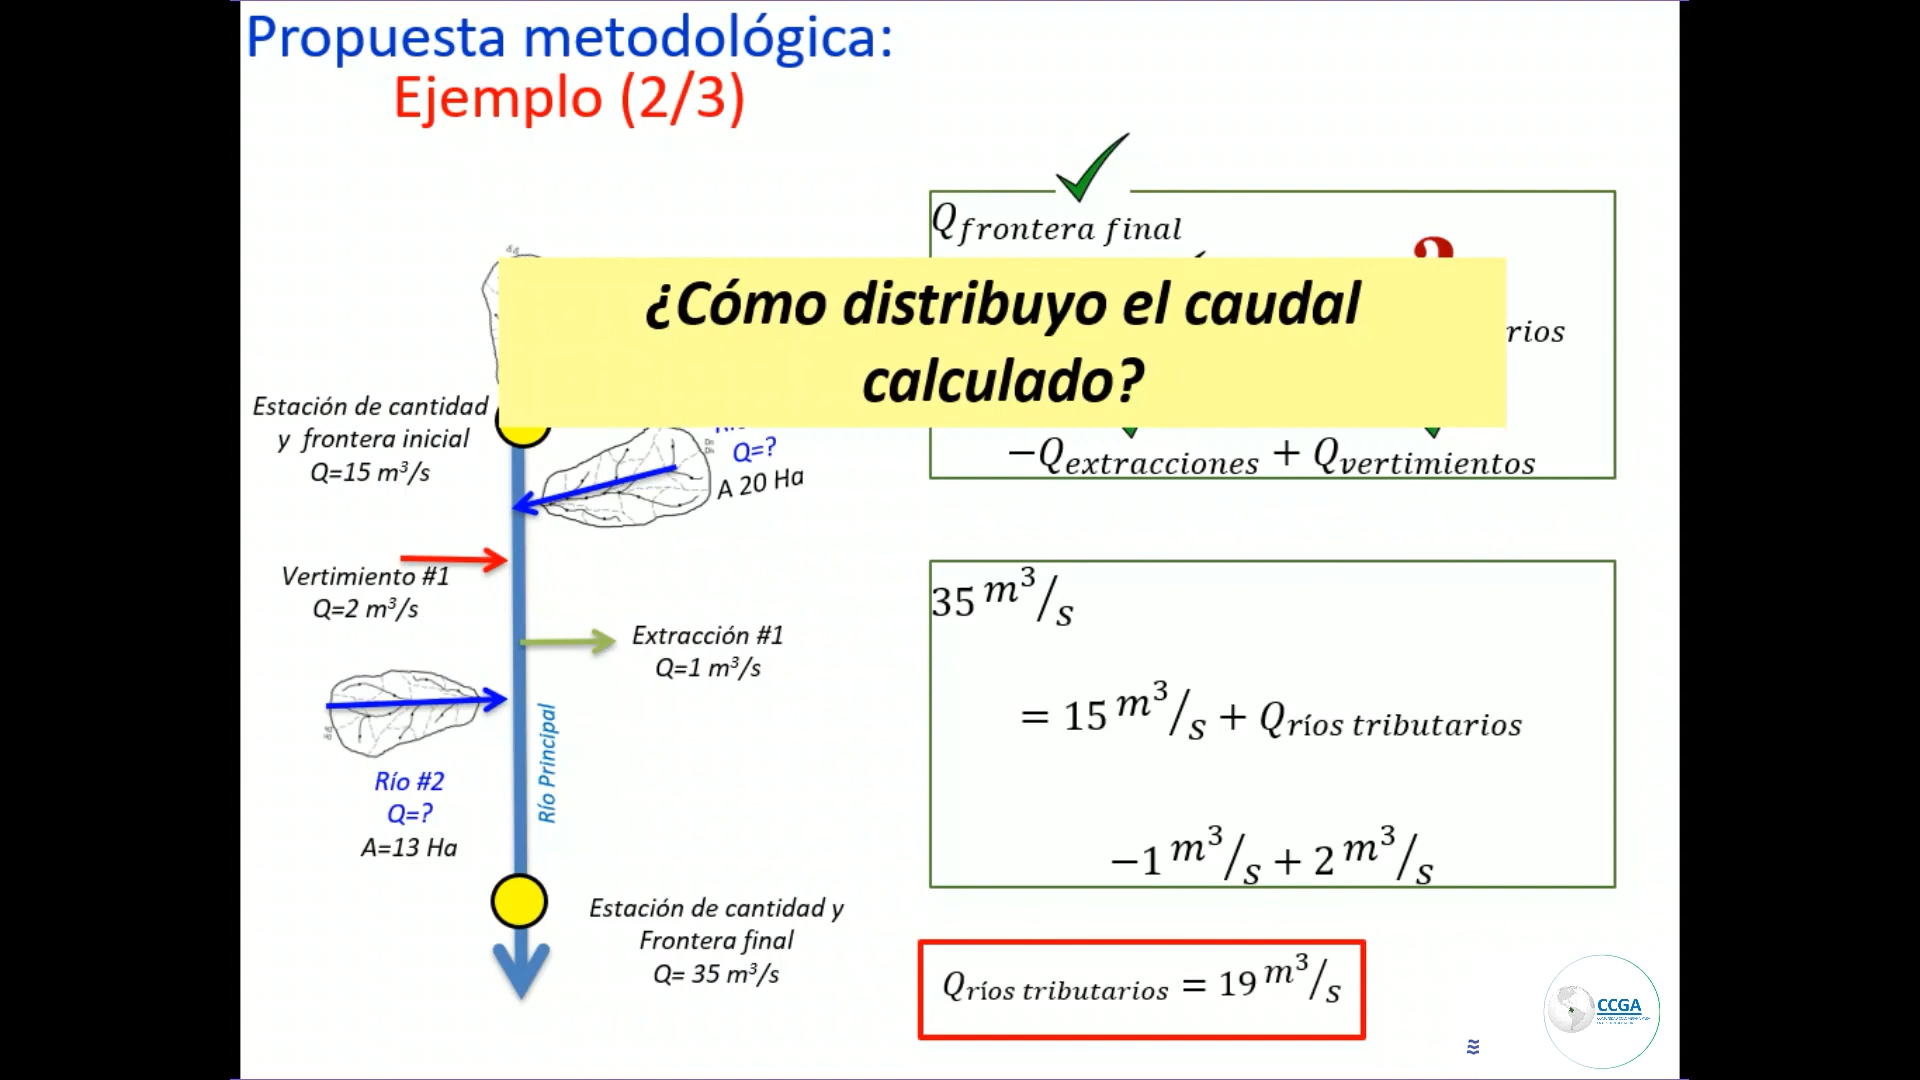 Propuesta metodológica:
Ejemplo (2/3)
Q frontera final
?
¿Cómo distribuyo el caudal
calculado?
rios
−Q extracciones + Q vertimientos
Estación de cantidad
y frontera inicial
Q=15 m³/s
Q=?
A 20 Ha
Vertimiento #1
Q=2 m³/s
Extracción #1
Q=1 m³/s
Río Principal
Río #2
Q=?
A=13 Ha
Estación de cantidad y
Frontera final
Q= 35 m³/s
35 m³/s
= 15 m³/s + Q ríos tributarios
−1 m³/s + 2 m³/s
Q ríos tributarios = 19 m³/s
CCGA